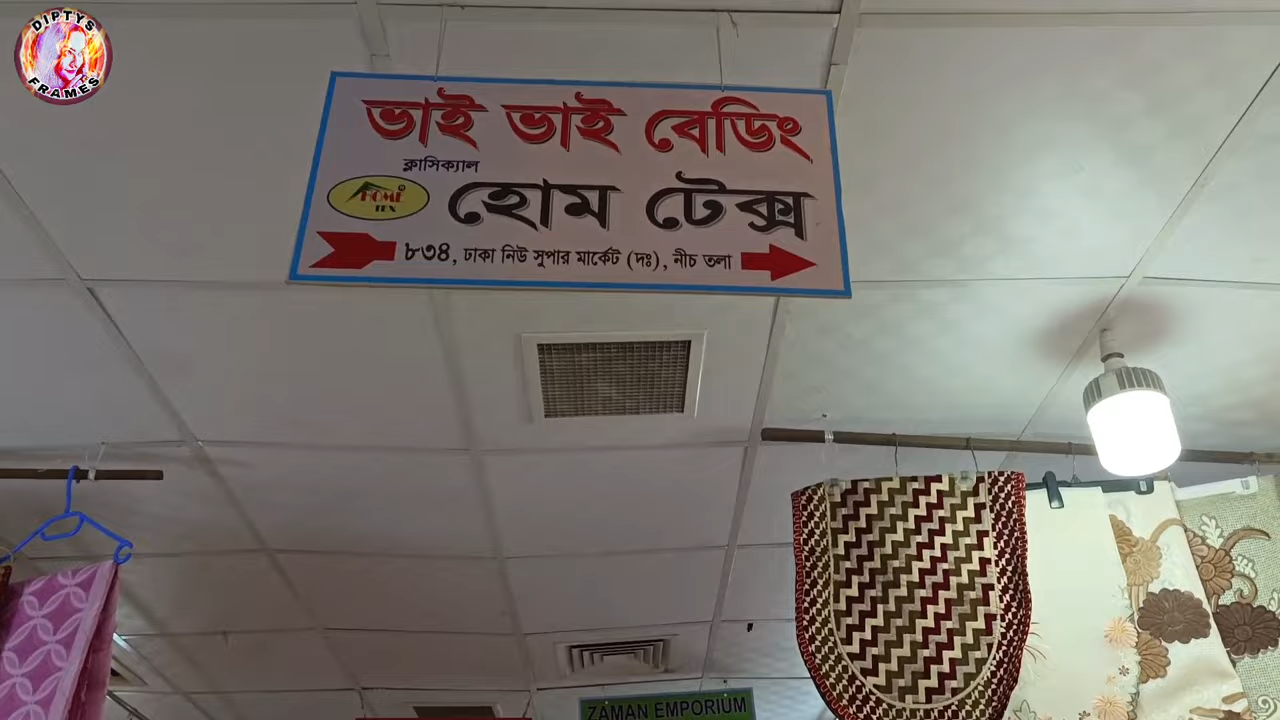 DIPTYS
FRAMES
ভাই ভাই বেডিং
ক্লাসিক্যাল
HOME
TEX
হোম টেক্স
৮৩৪, ঢাকা নিউ সুপার মার্কেট (দঃ), নীচ তলা
ZAMAN EMPORIUM